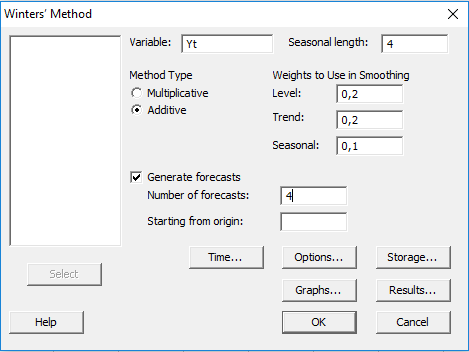 Winters' Method
Variable: Yt Seasonal length: 4
Method Type Weights to Use in Smoothing
Multiplicative Level: 0,2
Additive
Trend: 0,2
Seasonal: 0,1
Generate forecasts
Number of forecasts: 4
Starting from origin:
Time... Options... Storage...
Select
Graphs... Results...
Help OK Cancel